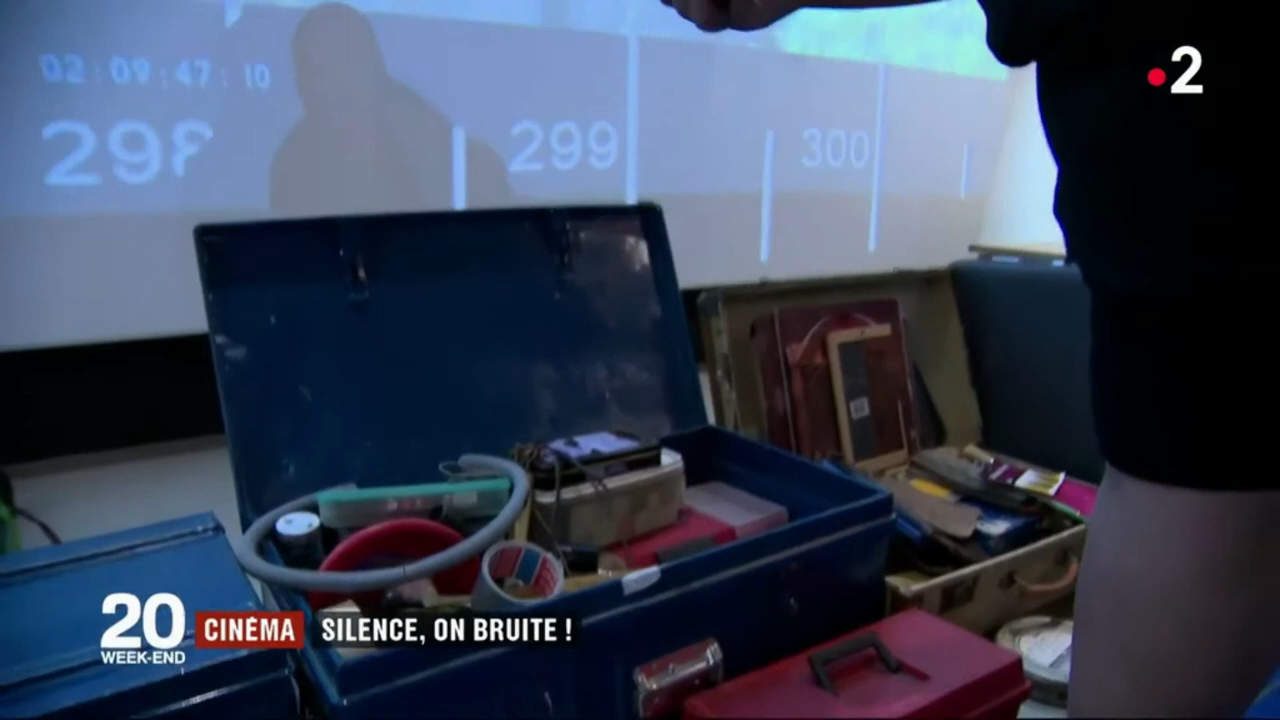 02:09:47:10
298 299 300
2
20
WEEK-END
CINÉMA SILENCE, ON BRUITE !